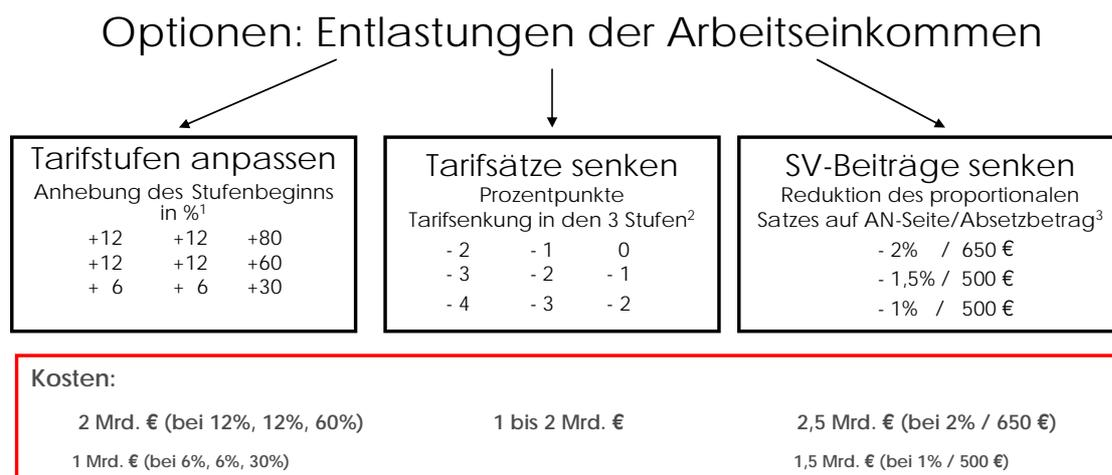 Optionen: Entlastungen der Arbeitseinkommen
Tarifstufen anpassen
Anhebung des Stufenbeginns
in %¹
+12 +12 +80
+12 +12 +60
+ 6 + 6 +30
Tarifsätze senken
Prozentpunkte
Tarifsenkung in den 3 Stufen²
- 2 - 1 0
- 3 - 2 - 1
- 4 - 3 - 2
SV-Beiträge senken
Reduktion des proportionalen
Satzes auf AN-Seite/Absetzbetrag³
- 2% / 650 €
- 1,5% / 500 €
- 1% / 500 €
Kosten:
2 Mrd. € (bei 12%, 12%, 60%) 1 bis 2 Mrd. € 2,5 Mrd. € (bei 2% / 650 €)
1 Mrd. € (bei 6%, 6%, 30%) 1,5 Mrd. € (bei 1% / 500 €)